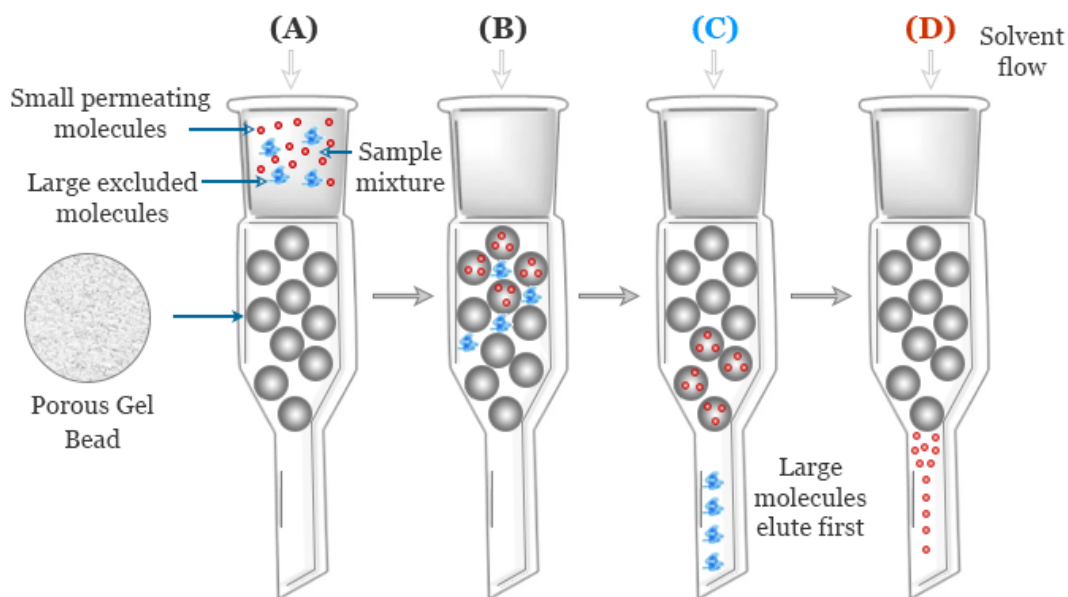 (A)
(B)
(C)
(D)
Solvent
flow
Small permeating
molecules
Sample
mixture
Large excluded
molecules
Porous Gel
Bead
Large
molecules
elute first